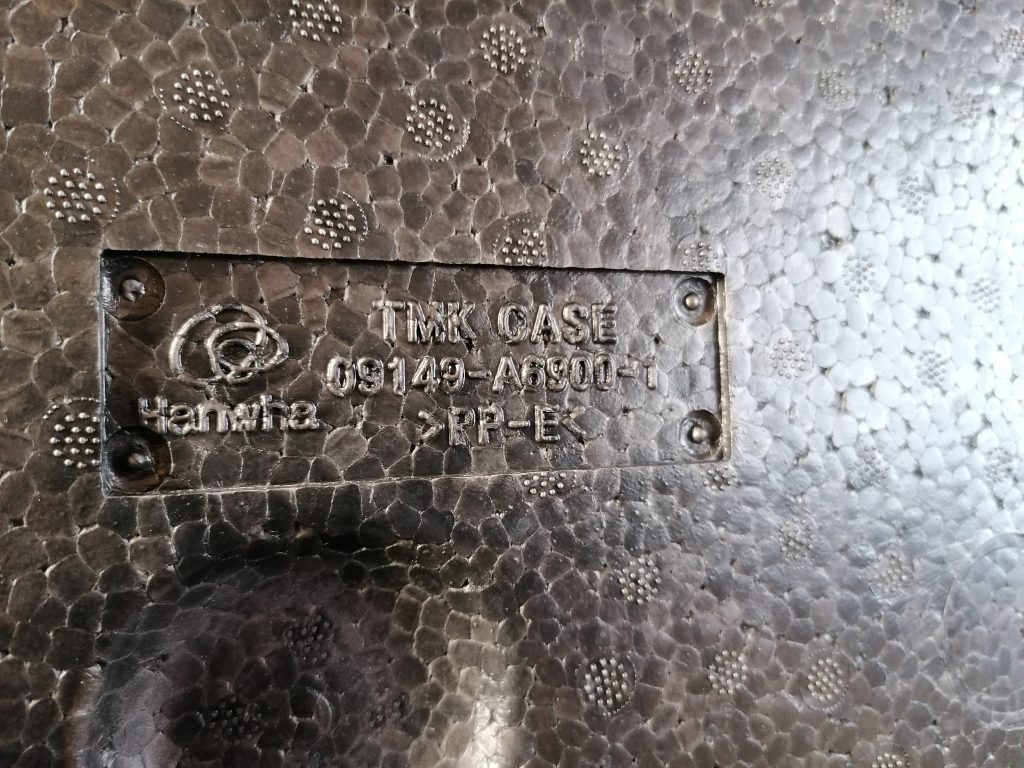 TMK CASE
09149-A6900-1
>PP-E<
Hanwha